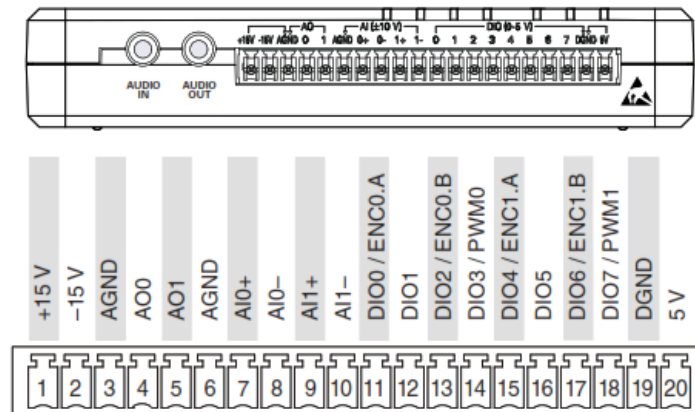 AO AI (±10 V) DIO (0-5 V)
+15V -15V AGND 0 1 AGND 0+ 0- 1+ 1- 0 1 2 3 4 5 6 7 DGND 5V
AUDIO IN
AUDIO OUT
+15 V
–15 V
AGND
AO0
AO1
AGND
AI0+
AI0–
AI1+
AI1–
DIO0 / ENC0.A
DIO1
DIO2 / ENC0.B
DIO3 / PWM0
DIO4 / ENC1.A
DIO5
DIO6 / ENC1.B
DIO7 / PWM1
DGND
5 V
1 2 3 4 5 6 7 8 9 10 11 12 13 14 15 16 17 18 19 20